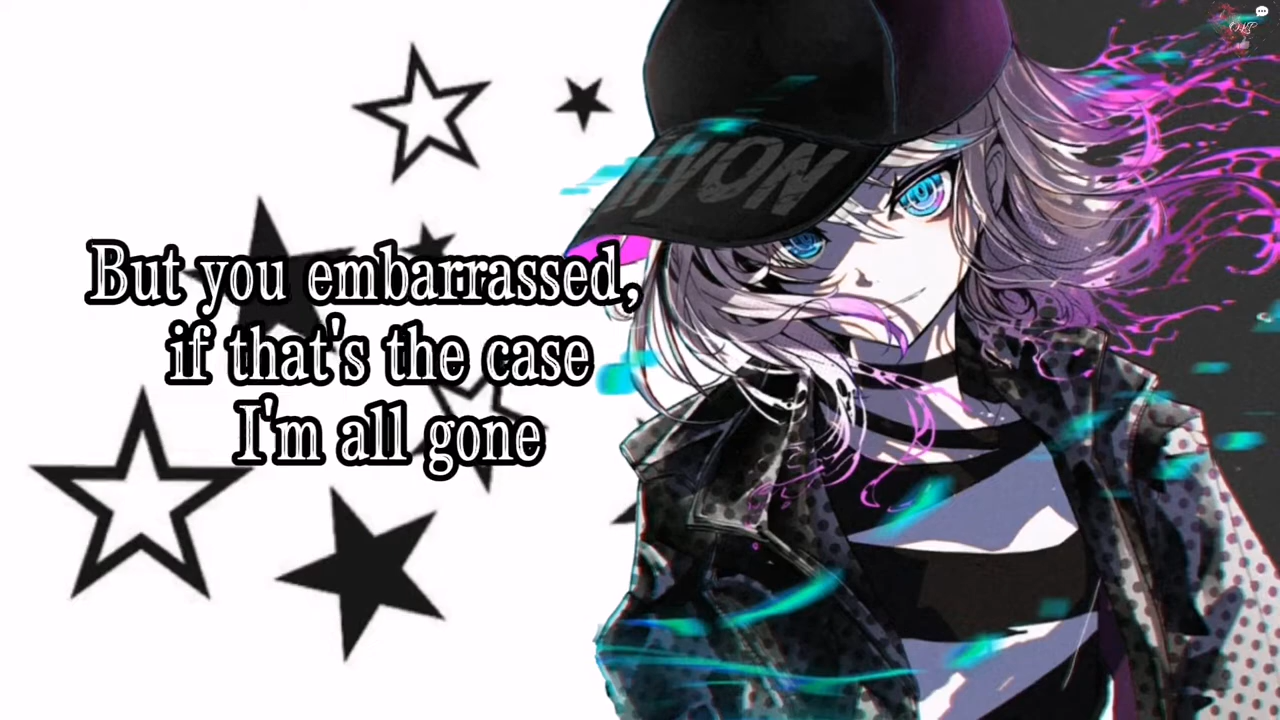 But you embarrassed,
if that's the case
I'm all gone